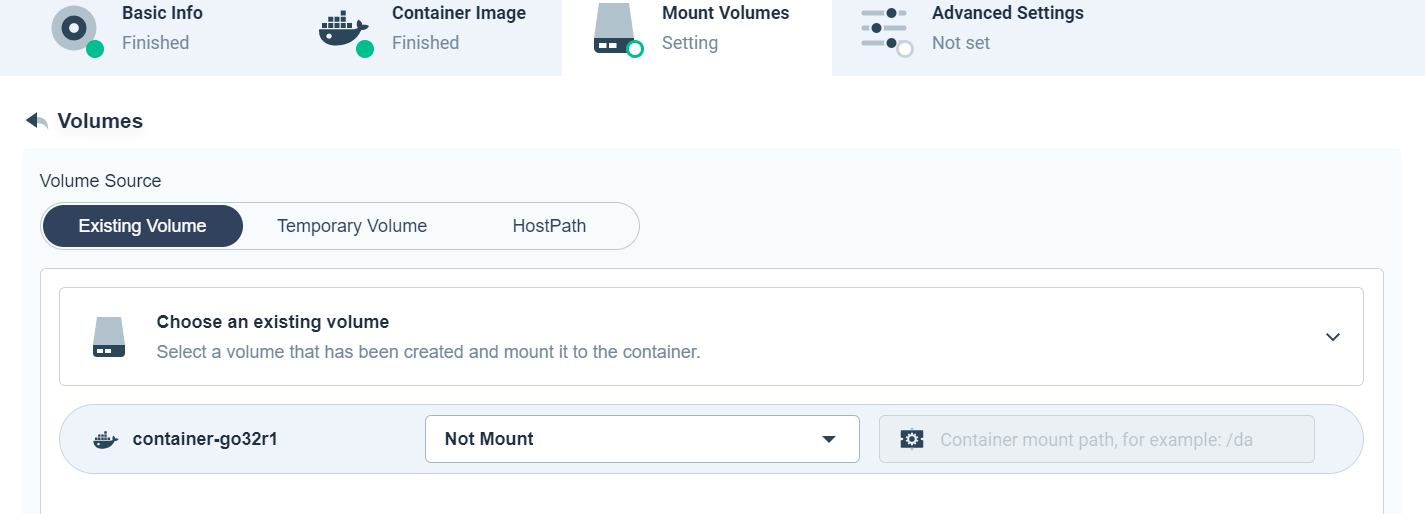 Basic Info
Finished
Container Image
Finished
Mount Volumes
Setting
Advanced Settings
Not set
Volumes
Volume Source
Existing Volume
Temporary Volume
HostPath
Choose an existing volume
Select a volume that has been created and mount it to the container.
container-go32r1
Not Mount
Container mount path, for example: /da